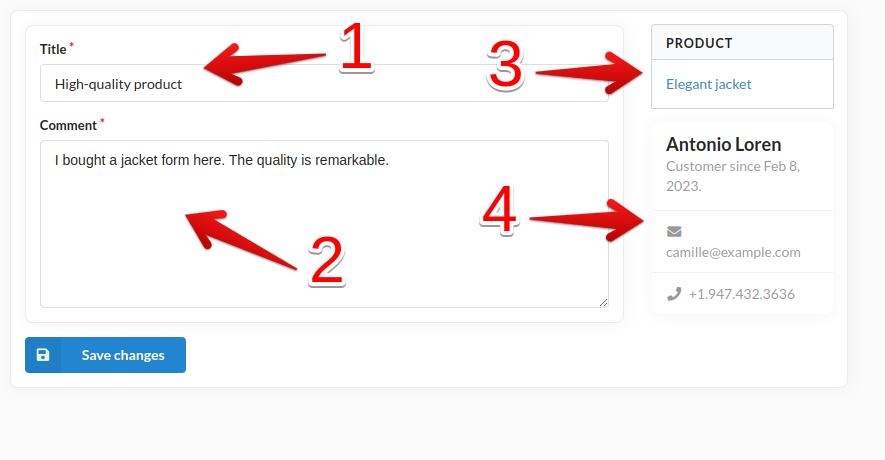 Title *
1
High-quality product
Comment *
I bought a jacket form here. The quality is remarkable.
2
Save changes
3
PRODUCT
Elegant jacket
Antonio Loren
Customer since Feb 8,
2023.
4
camille@example.com
+1.947.432.3636